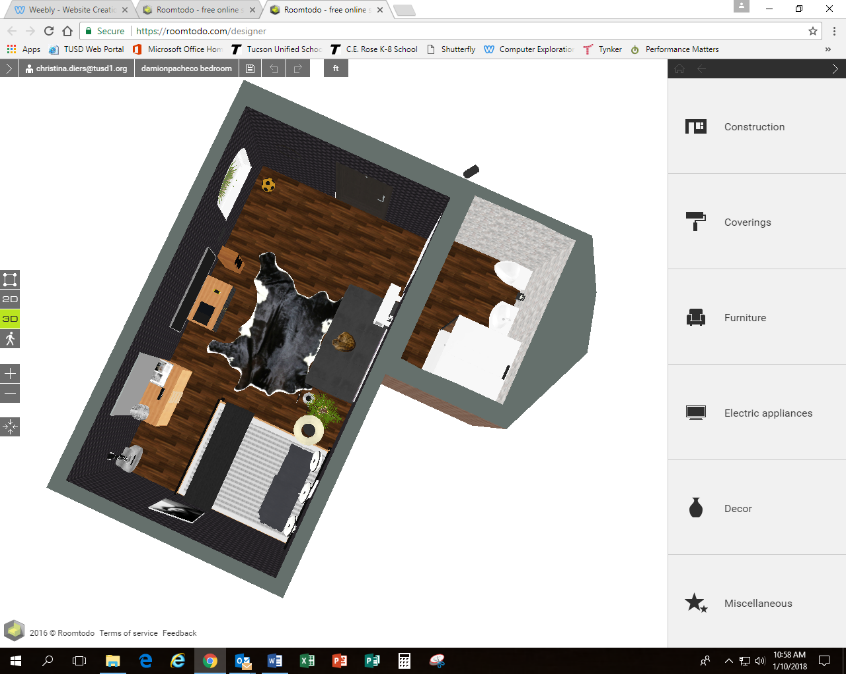 Weebly - Website Creati
Roomtodo - free online
Roomtodo - free online
Secure https://roomtodo.com/designer
Apps TUSD Web Portal Microsoft Office Hom Tucson Unified Schoo C.E. Rose K-8 School Shutterfly Computer Exploratio Tynker Performance Matters »
christina.diers@tusd1.org damionpacheco bedroom ft
Construction
Coverings
2D
3D
Furniture
Electric appliances
Decor
Miscellaneous
2016 © Roomtodo Terms of service Feedback
10:58 AM
1/10/2018